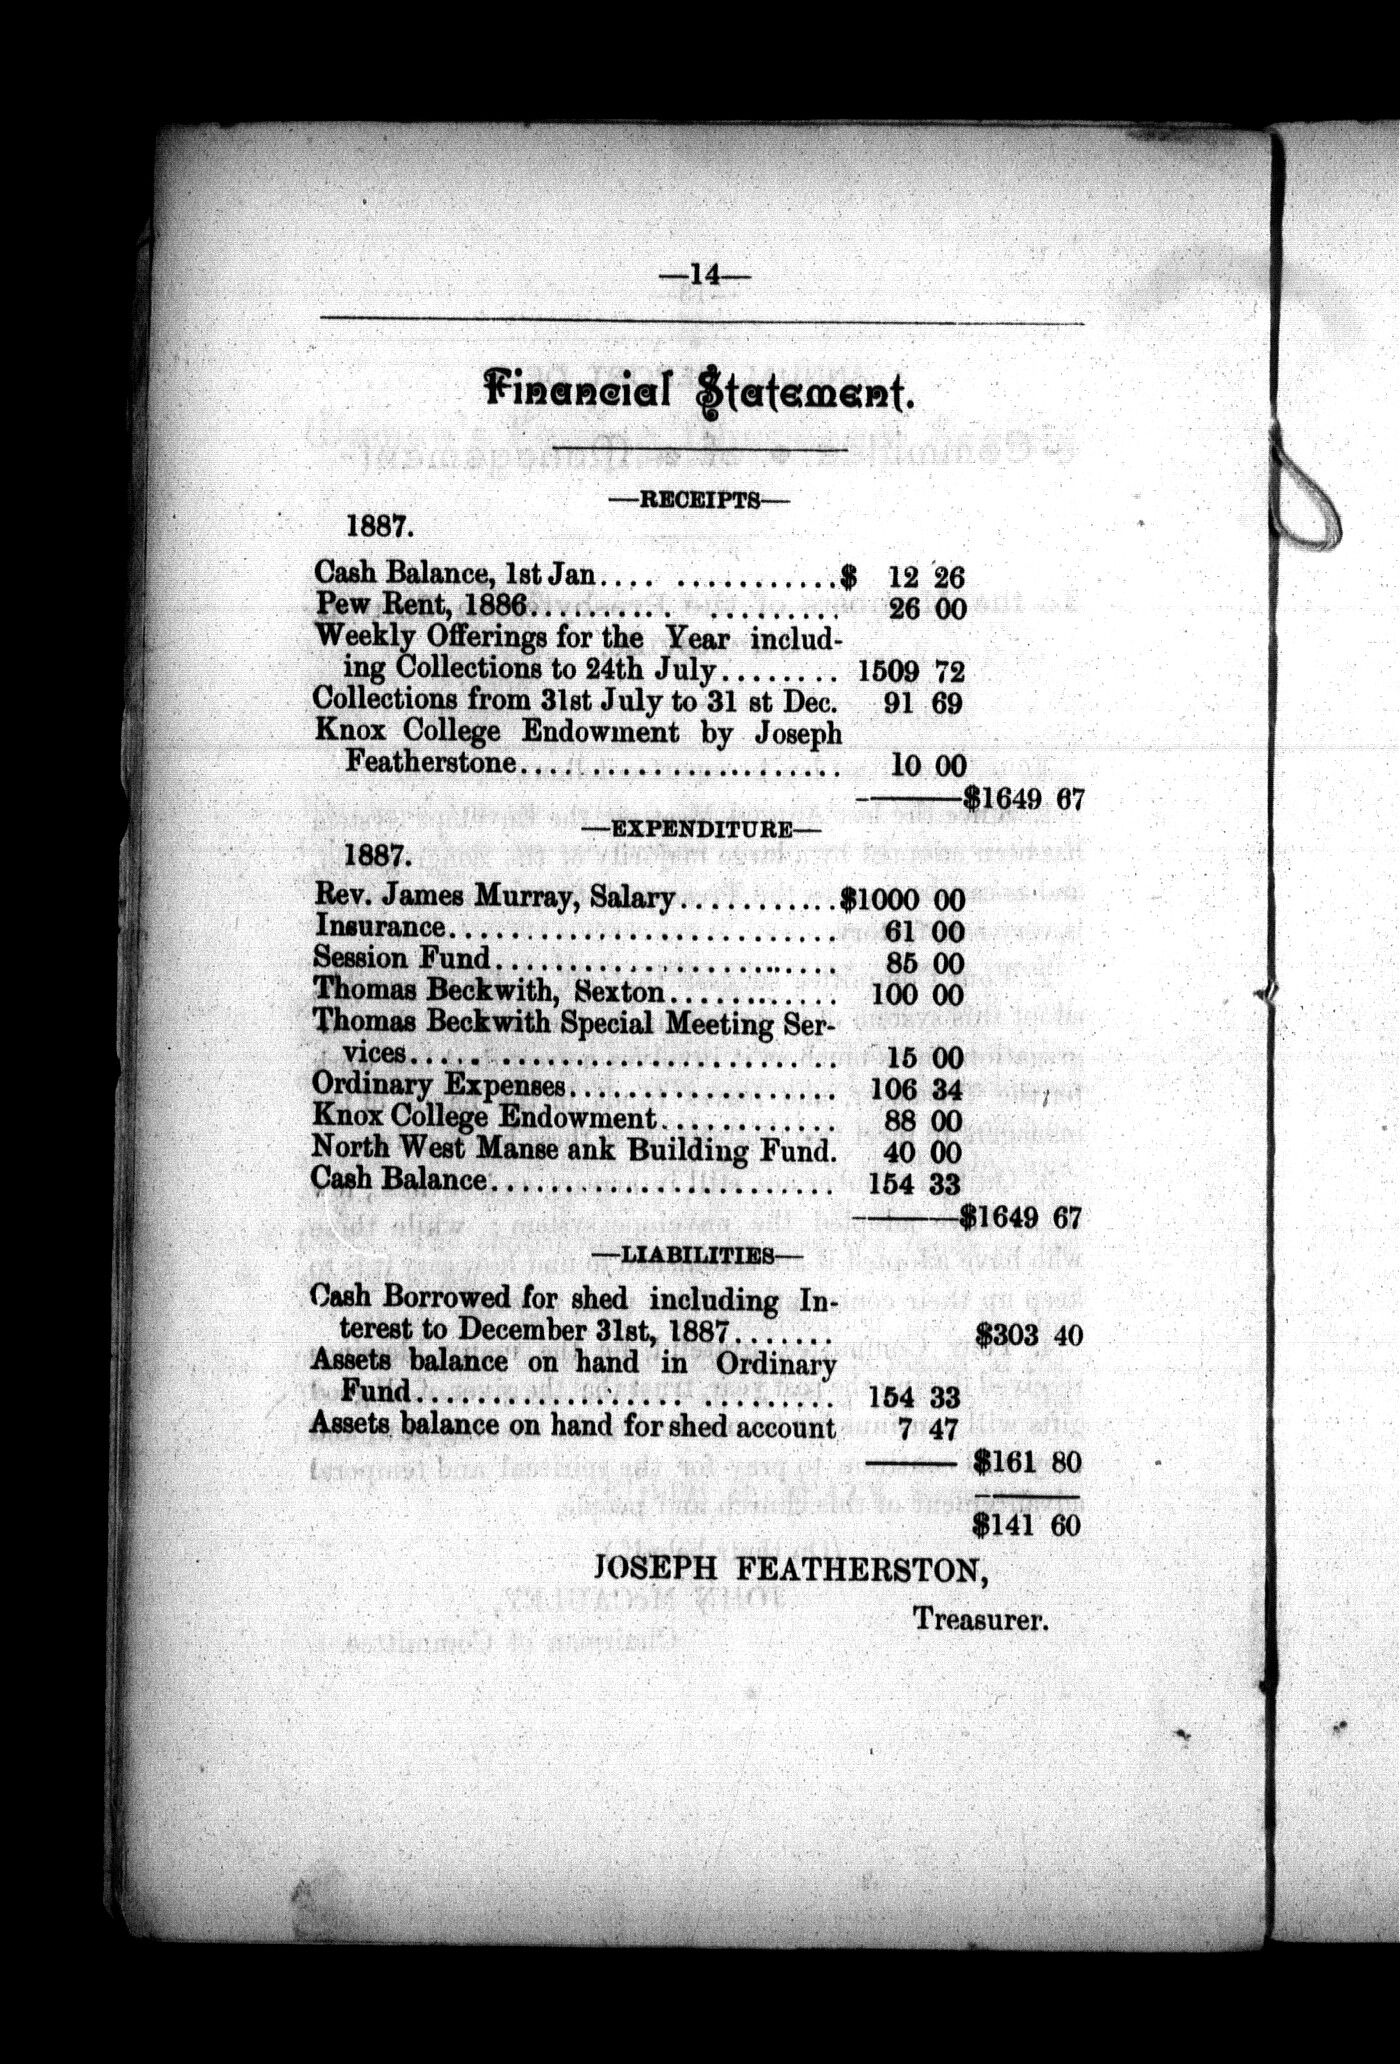 —14—
Financial Statement.
—RECEIPTS—
1887.
Cash Balance, 1st Jan.... ...........$ 12 26
Pew Rent, 1886.......... ......... 26 00
Weekly Offerings for the Year includ-
ing Collections to 24th July........ 1509 72
Collections from 31st July to 31 st Dec. 91 69
Knox College Endowment by Joseph
Featherstone...................... 10 00
$1649 67
—EXPENDITURE—
1887.
Rev. James Murray, Salary...........$1000 00
Insurance.......................... 61 00
Session Fund....................... 85 00
Thomas Beckwith, Sexton........... 100 00
Thomas Beckwith Special Meeting Ser-
vices............................ 15 00
Ordinary Expenses.................. 106 34
Knox College Endowment............ 88 00
North West Manse ank Building Fund. 40 00
Cash Balance....................... 154 33
$1649 67
—LIABILITIES—
Cash Borrowed for shed including In-
terest to December 31st, 1887....... $303 40
Assets balance on hand in Ordinary
Fund.................. ......... 154 33
Assets balance on hand for shed account 7 47
$161 80
$141 60
JOSEPH FEATHERSTON,
Treasurer.